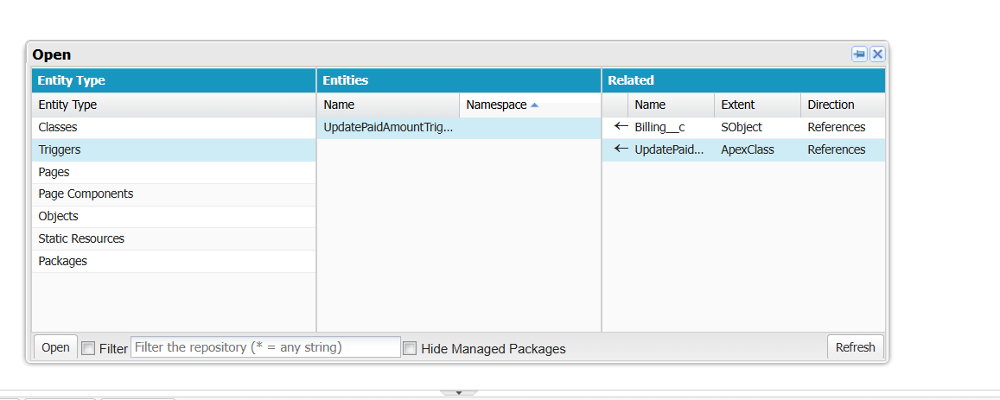 Open
Entity Type Entities Related
Entity Type Name Namespace Name Extent Direction
Classes UpdatePaidAmountTrig... Billing__c SObject References
Triggers UpdatePaid... ApexClass References
Pages
Page Components
Objects
Static Resources
Packages
Open Filter Filter the repository (* = any string) Hide Managed Packages Refresh